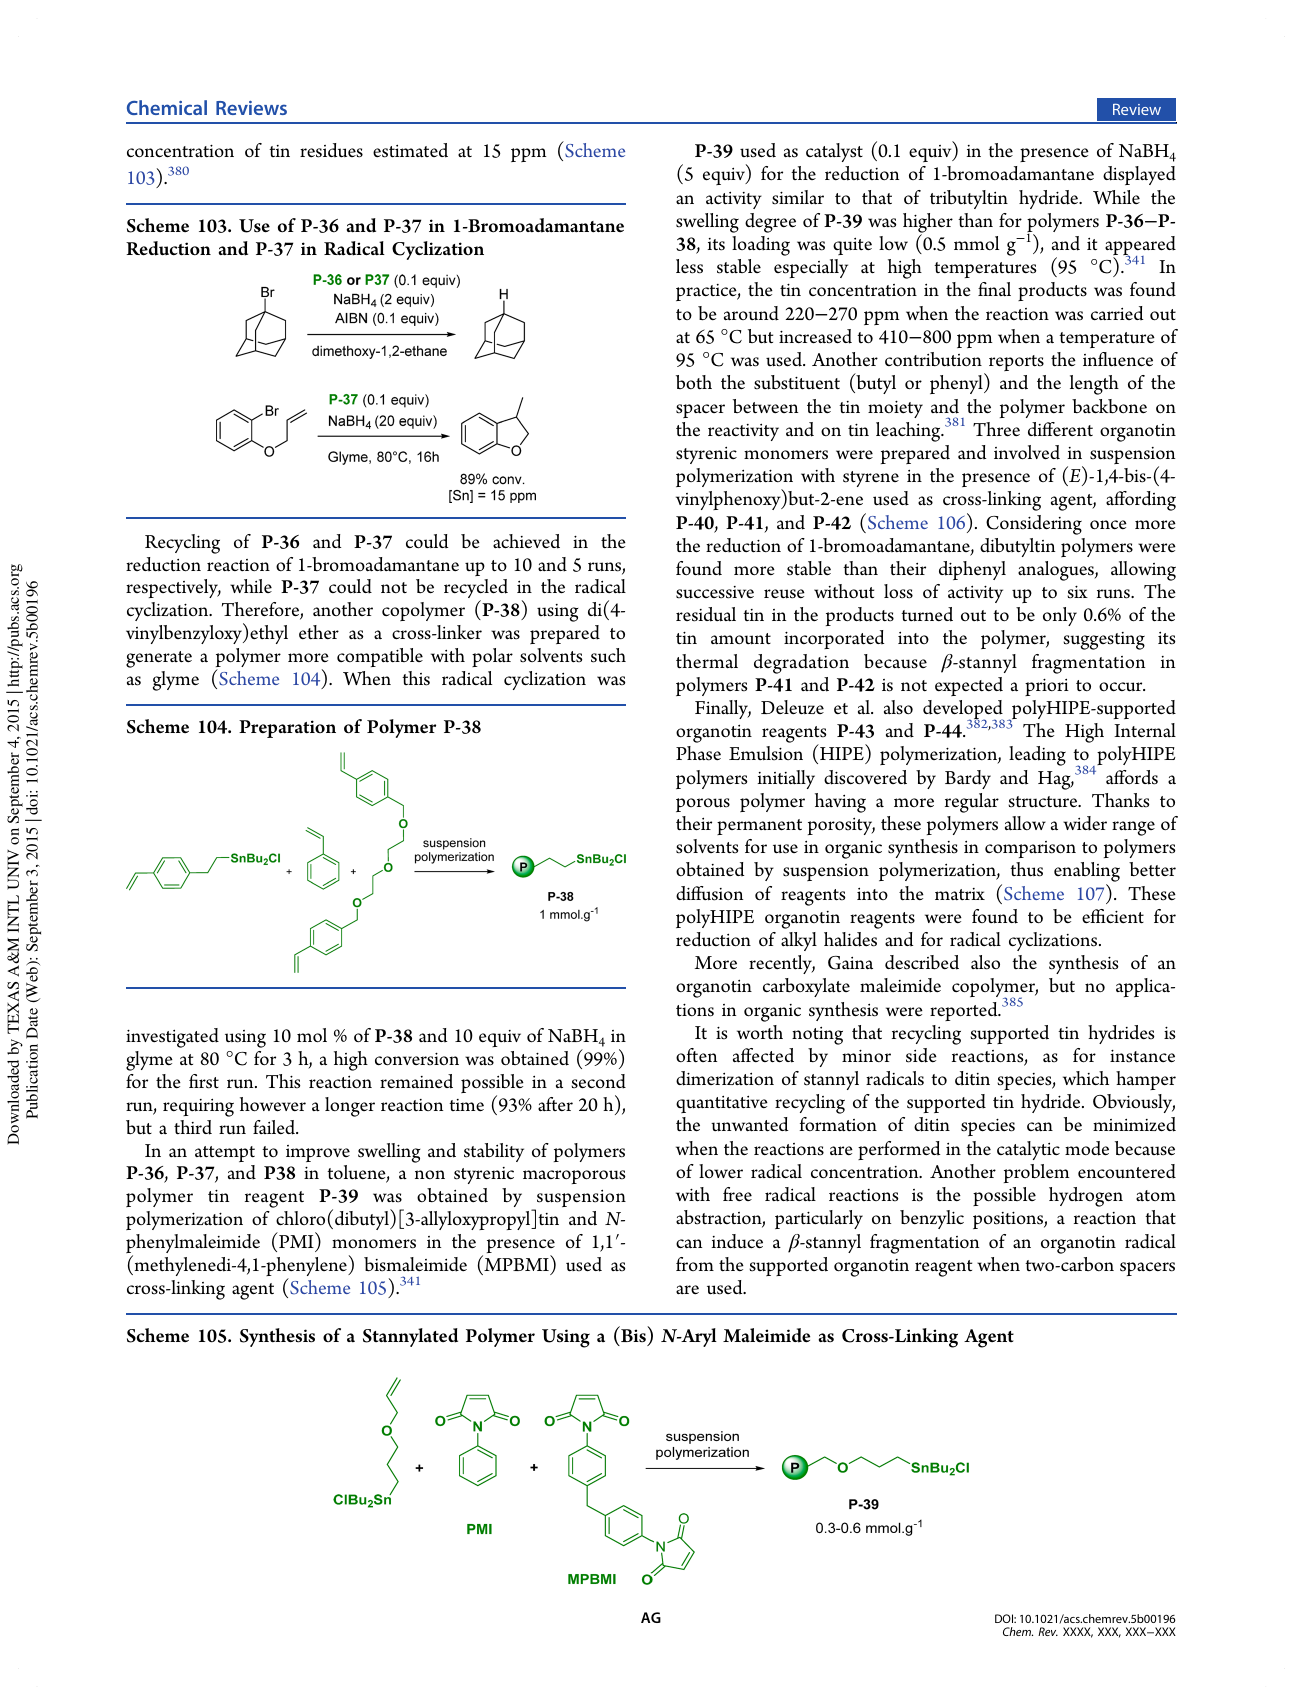 Chemical Reviews
Review
concentration of tin residues estimated at 15 ppm (Scheme
103).380
Scheme 103. Use of P-36 and P-37 in 1-Bromoadamantane
Reduction and P-37 in Radical Cyclization
Br
P-36 or P37 (0.1 equiv)
NaBH4 (2 equiv)
AIBN (0.1 equiv)
dimethoxy-1,2-ethane
H
Br
O
P-37 (0.1 equiv)
NaBH4 (20 equiv)
Glyme, 80°C, 16h
O
89% conv.
[Sn] = 15 ppm
Recycling of P-36 and P-37 could be achieved in the
reduction reaction of 1-bromoadamantane up to 10 and 5 runs,
respectively, while P-37 could not be recycled in the radical
cyclization. Therefore, another copolymer (P-38) using di(4-
vinylbenzyloxy)ethyl ether as a cross-linker was prepared to
generate a polymer more compatible with polar solvents such
as glyme (Scheme 104). When this radical cyclization was
Scheme 104. Preparation of Polymer P-38
SnBu2Cl
+
+
O
O
O
suspension
polymerization
P
SnBu2Cl
P-38
1 mmol.g-1
investigated using 10 mol % of P-38 and 10 equiv of NaBH4 in
glyme at 80 °C for 3 h, a high conversion was obtained (99%)
for the first run. This reaction remained possible in a second
run, requiring however a longer reaction time (93% after 20 h),
but a third run failed.
In an attempt to improve swelling and stability of polymers
P-36, P-37, and P38 in toluene, a non styrenic macroporous
polymer tin reagent P-39 was obtained by suspension
polymerization of chloro(dibutyl)[3-allyloxypropyl]tin and N-
phenylmaleimide (PMI) monomers in the presence of 1,1′-
(methylenedi-4,1-phenylene) bismaleimide (MPBMI) used as
cross-linking agent (Scheme 105).341
P-39 used as catalyst (0.1 equiv) in the presence of NaBH4
(5 equiv) for the reduction of 1-bromoadamantane displayed
an activity similar to that of tributyltin hydride. While the
swelling degree of P-39 was higher than for polymers P-36−P-
38, its loading was quite low (0.5 mmol g−1), and it appeared
less stable especially at high temperatures (95 °C).341 In
practice, the tin concentration in the final products was found
to be around 220−270 ppm when the reaction was carried out
at 65 °C but increased to 410−800 ppm when a temperature of
95 °C was used. Another contribution reports the influence of
both the substituent (butyl or phenyl) and the length of the
spacer between the tin moiety and the polymer backbone on
the reactivity and on tin leaching.381 Three different organotin
styrenic monomers were prepared and involved in suspension
polymerization with styrene in the presence of (E)-1,4-bis-(4-
vinylphenoxy)but-2-ene used as cross-linking agent, affording
P-40, P-41, and P-42 (Scheme 106). Considering once more
the reduction of 1-bromoadamantane, dibutyltin polymers were
found more stable than their diphenyl analogues, allowing
successive reuse without loss of activity up to six runs. The
residual tin in the products turned out to be only 0.6% of the
tin amount incorporated into the polymer, suggesting its
thermal degradation because β-stannyl fragmentation in
polymers P-41 and P-42 is not expected a priori to occur.
Finally, Deleuze et al. also developed polyHIPE-supported
organotin reagents P-43 and P-44.382,383 The High Internal
Phase Emulsion (HIPE) polymerization, leading to polyHIPE
polymers initially discovered by Bardy and Hag,384 affords a
porous polymer having a more regular structure. Thanks to
their permanent porosity, these polymers allow a wider range of
solvents for use in organic synthesis in comparison to polymers
obtained by suspension polymerization, thus enabling better
diffusion of reagents into the matrix (Scheme 107). These
polyHIPE organotin reagents were found to be efficient for
reduction of alkyl halides and for radical cyclizations.
More recently, Gaina described also the synthesis of an
organotin carboxylate maleimide copolymer, but no applica-
tions in organic synthesis were reported.385
It is worth noting that recycling supported tin hydrides is
often affected by minor side reactions, as for instance
dimerization of stannyl radicals to ditin species, which hamper
quantitative recycling of the supported tin hydride. Obviously,
the unwanted formation of ditin species can be minimized
when the reactions are performed in the catalytic mode because
of lower radical concentration. Another problem encountered
with free radical reactions is the possible hydrogen atom
abstraction, particularly on benzylic positions, a reaction that
can induce a β-stannyl fragmentation of an organotin radical
from the supported organotin reagent when two-carbon spacers
are used.
Scheme 105. Synthesis of a Stannylated Polymer Using a (Bis) N-Aryl Maleimide as Cross-Linking Agent
O
ClBu2Sn
+
O
N
O
PMI
+
O
N
O
N
O
O
MPBMI
suspension
polymerization
P
O
SnBu2Cl
P-39
0.3-0.6 mmol.g-1
AG
DOI: 10.1021/acs.chemrev.5b00196
Chem. Rev. XXXX, XXX, XXX−XXX
Downloaded by TEXAS A&M INTL UNIV on September 4, 2015 | http://pubs.acs.org
Publication Date (Web): September 3, 2015 | doi: 10.1021/acs.chemrev.5b00196